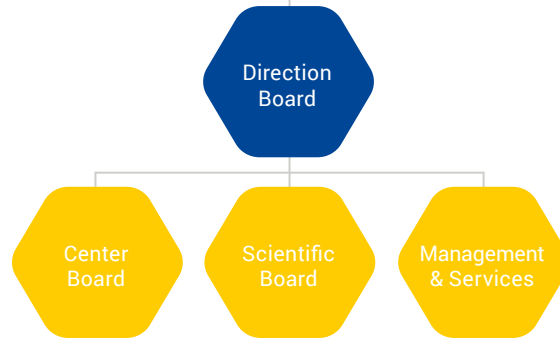 Direction
Board
Center
Board
Scientific
Board
Management
& Services